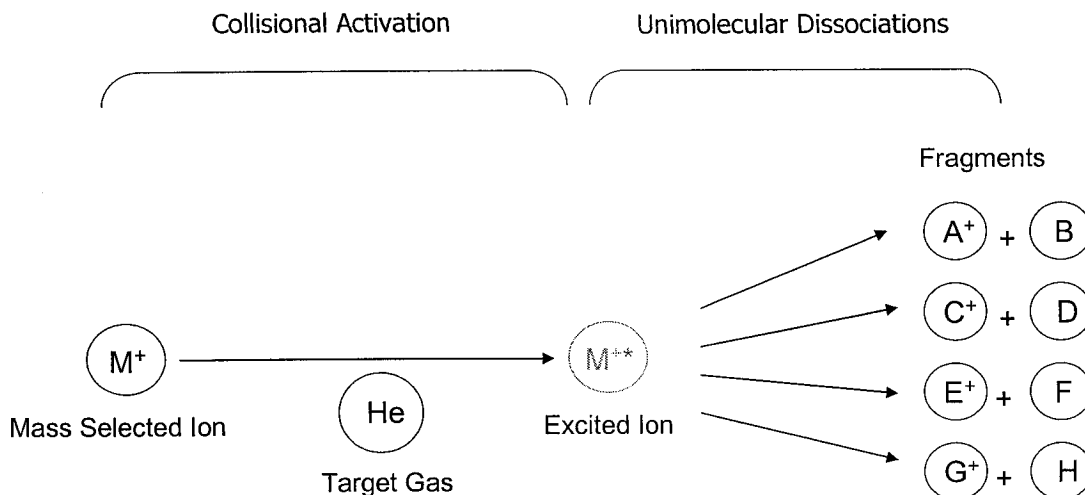 Collisional Activation
Unimolecular Dissociations
Fragments
A+ + B
C+ + D
M+
M+*
E+ + F
He
Mass Selected Ion
Excited Ion
G+ + H
Target Gas